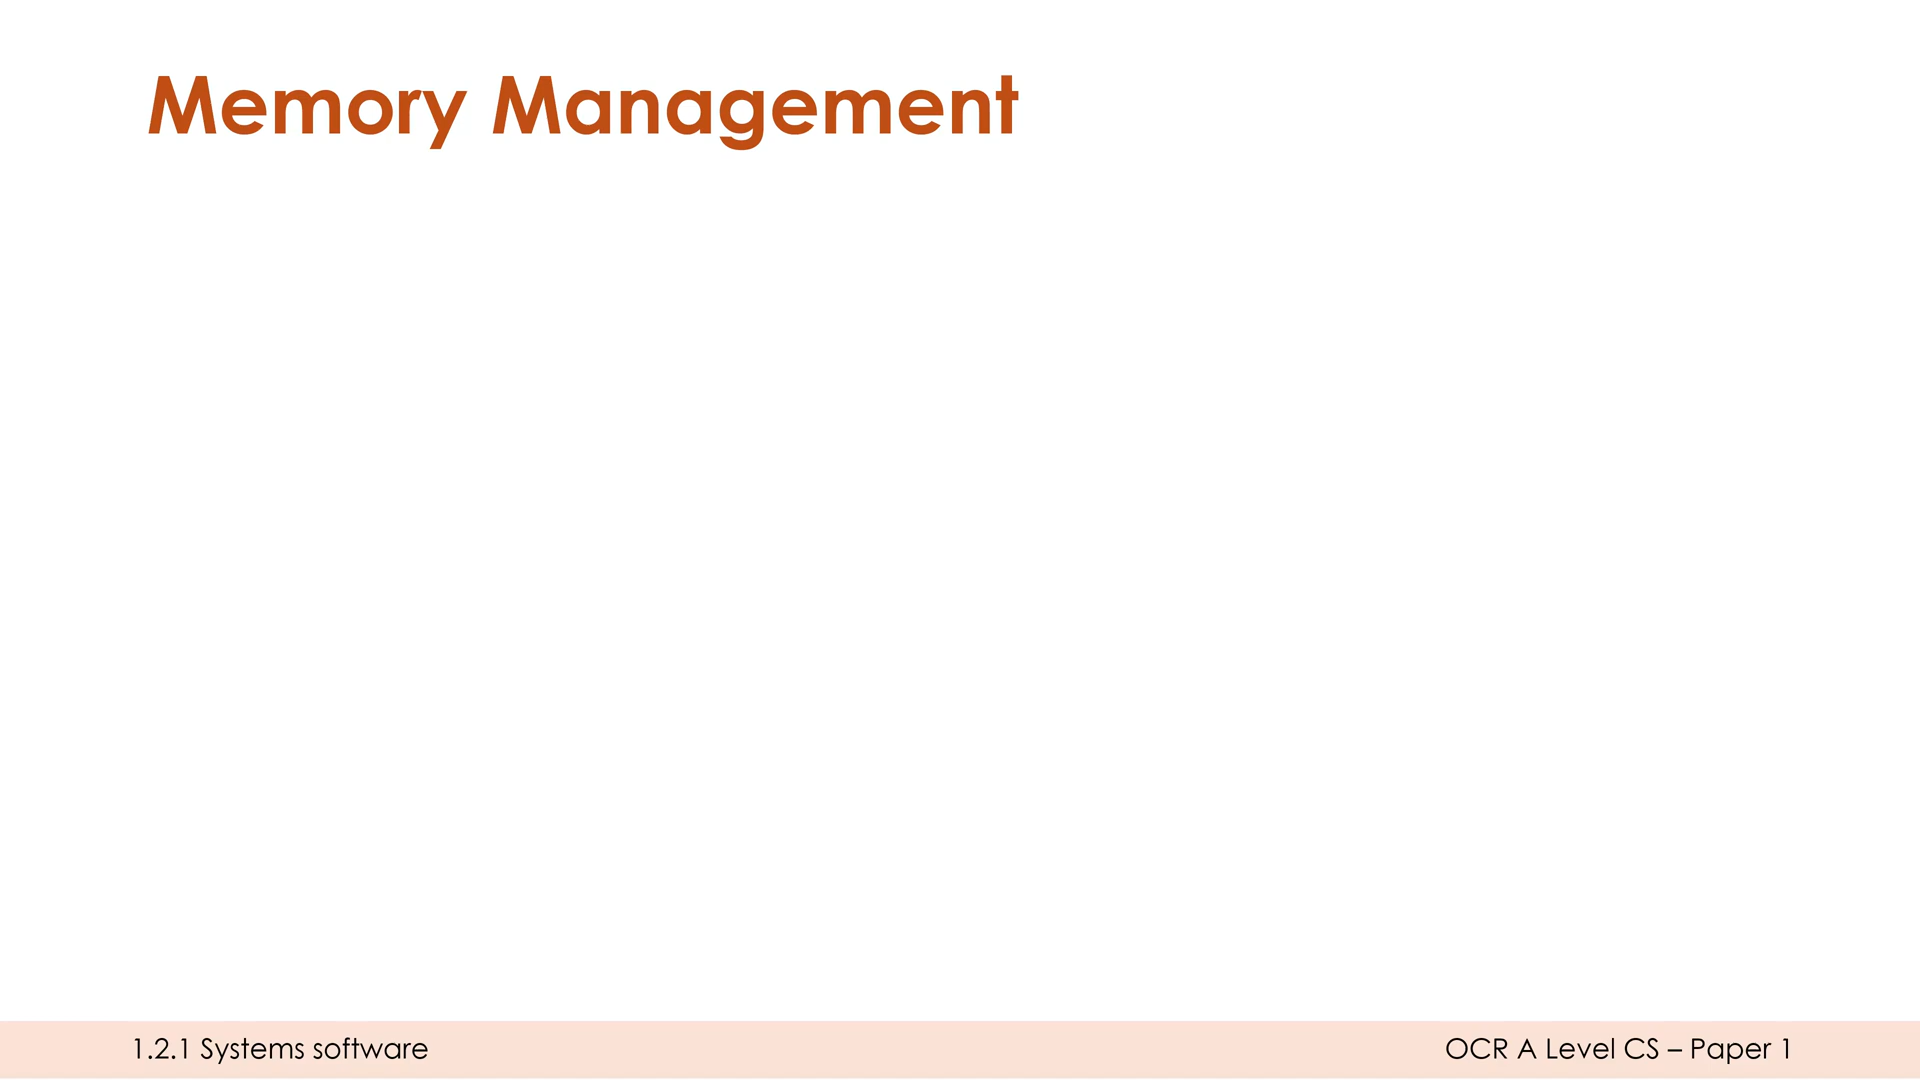 Memory Management
1.2.1 Systems software
OCR A Level CS – Paper 1